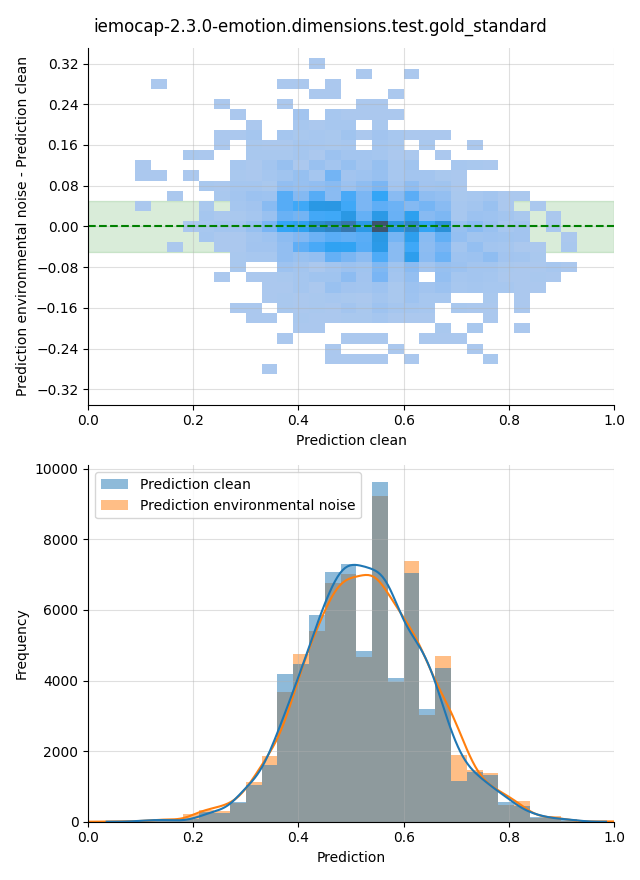 iemocap-2.3.0-emotion.dimensions.test.gold_standard
Prediction environmental noise - Prediction clean
0.32
0.24
0.16
0.08
0.00
−0.08
−0.16
−0.24
−0.32
0.0 0.2 0.4 0.6 0.8 1.0
Prediction clean
Prediction clean
Prediction environmental noise
Frequency
10000
8000
6000
4000
2000
0
0.0 0.2 0.4 0.6 0.8 1.0
Prediction